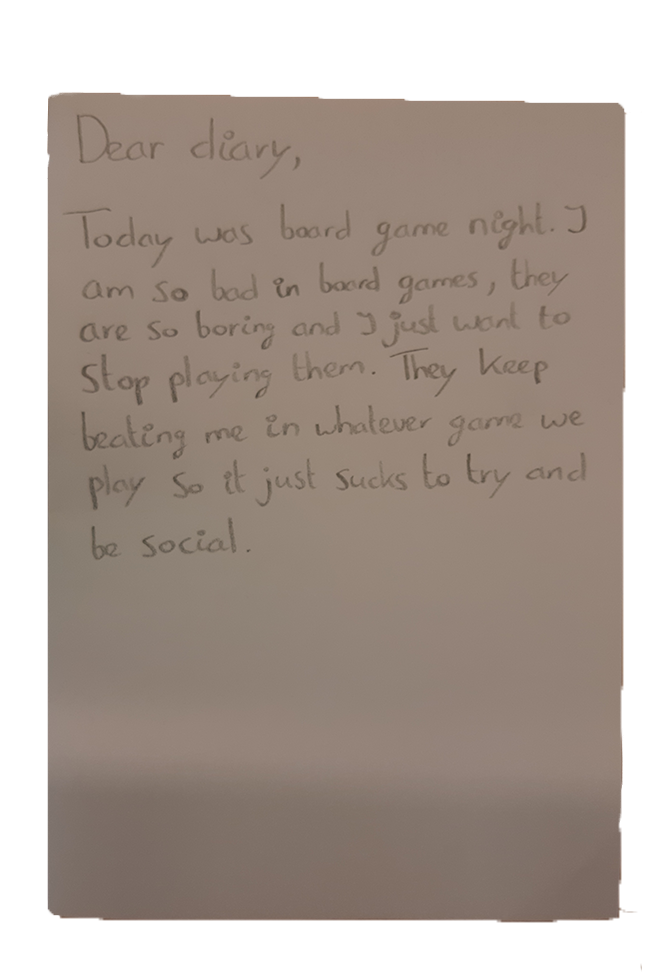 Dear diary,
Today was board game night. I
am so bad in board games, they
are so boring and I just want to
stop playing them. They keep
beating me in whatever game we
play so it just sucks to try and
be social.